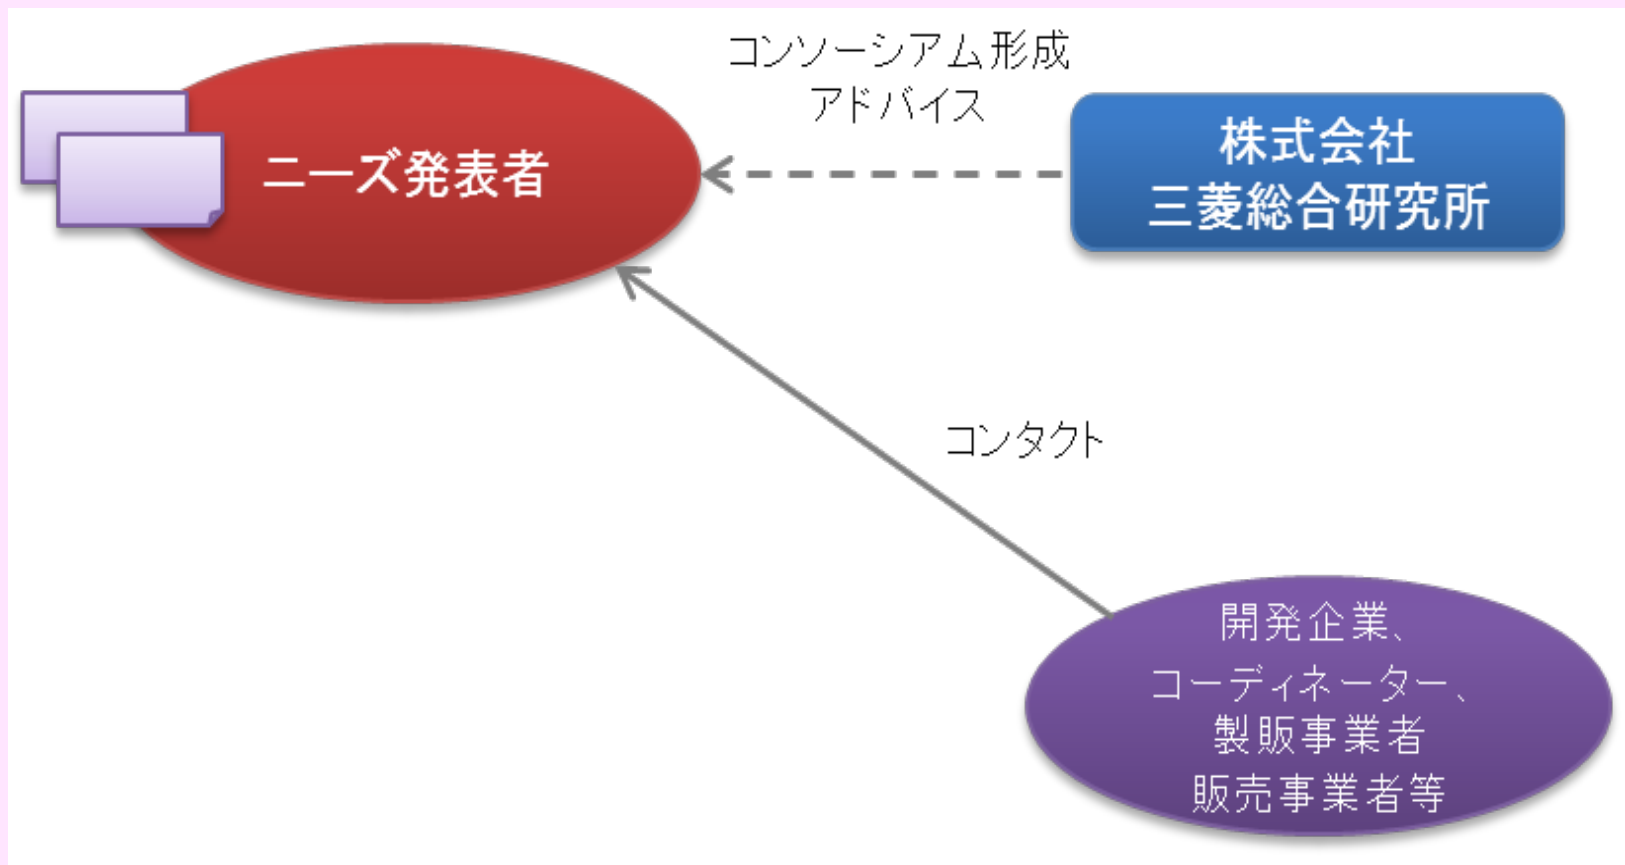 コンソーシアム形成
アドバイス
ニーズ発表者
株式会社
三菱総合研究所
コンタクト
開発企業、
コーディネーター、
製販事業者
販売事業者等